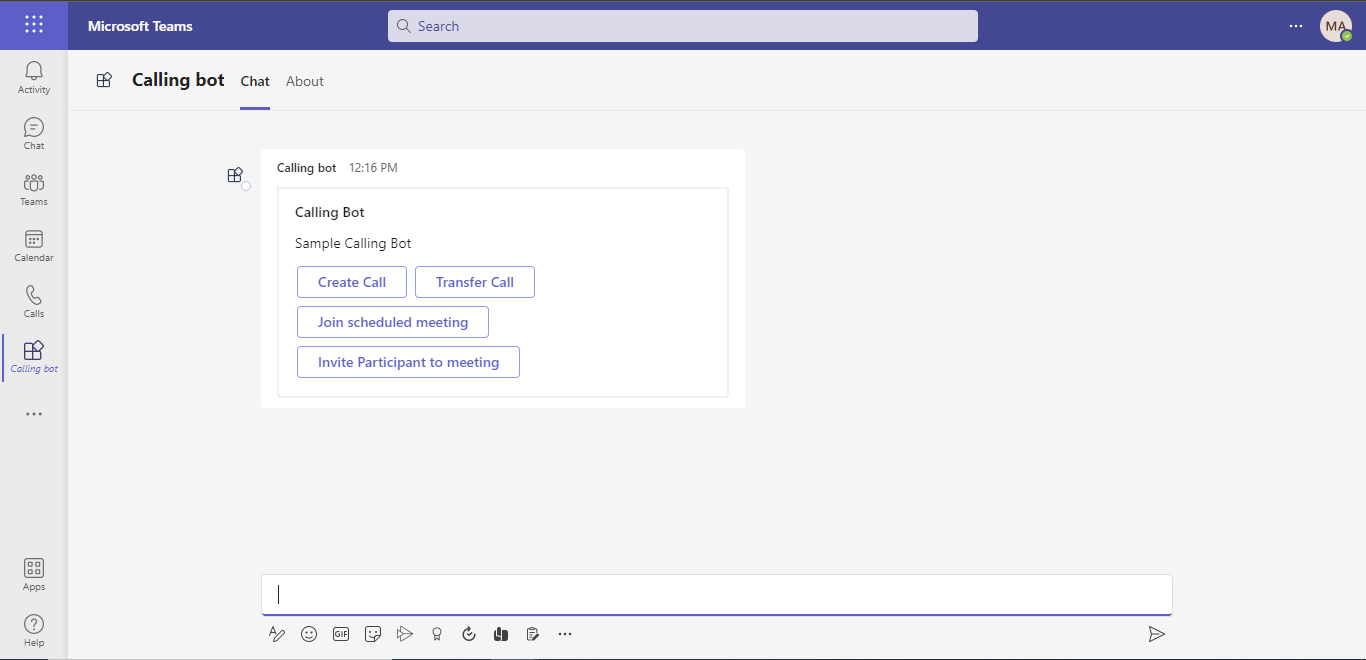 Microsoft Teams
Search
MA
Activity
Chat
Teams
Calendar
Calls
Calling bot
Apps
Help
Calling bot Chat About
Calling bot 12:16 PM
Calling Bot
Sample Calling Bot
Create Call Transfer Call
Join scheduled meeting
Invite Participant to meeting
GIF